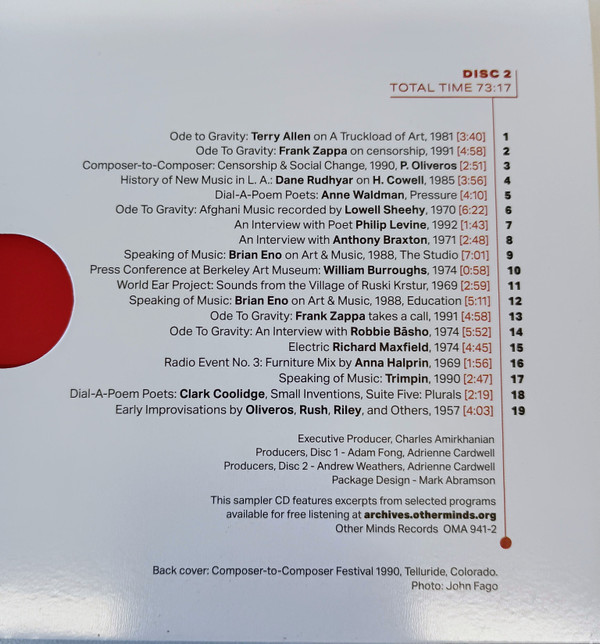 DISC 2
TOTAL TIME 73:17
Ode to Gravity: Terry Allen on A Truckload of Art, 1981 [3:40] 1
Ode To Gravity: Frank Zappa on censorship, 1991 [4:58] 2
Composer-to-Composer: Censorship & Social Change, 1990, P. Oliveros [2:51] 3
History of New Music in L. A.: Dane Rudhyar on H. Cowell, 1985 [3:56] 4
Dial-A-Poem Poets: Anne Waldman, Pressure [4:10] 5
Ode To Gravity: Afghani Music recorded by Lowell Sheehy, 1970 [6:22] 6
An Interview with Poet Philip Levine, 1992 [1:43] 7
An Interview with Anthony Braxton, 1971 [2:48] 8
Speaking of Music: Brian Eno on Art & Music, 1988, The Studio [7:01] 9
Press Conference at Berkeley Art Museum: William Burroughs, 1974 [0:58] 10
World Ear Project: Sounds from the Village of Ruski Krstur, 1969 [2:59] 11
Speaking of Music: Brian Eno on Art & Music, 1988, Education [5:11] 12
Ode To Gravity: Frank Zappa takes a call, 1991 [4:58] 13
Ode To Gravity: An Interview with Robbie Bāsho, 1974 [5:52] 14
Electric Richard Maxfield, 1974 [4:45] 15
Radio Event No. 3: Furniture Mix by Anna Halprin, 1969 [1:56] 16
Speaking of Music: Trimpin, 1990 [2:47] 17
Dial-A-Poem Poets: Clark Coolidge, Small Inventions, Suite Five: Plurals [2:19] 18
Early Improvisations by Oliveros, Rush, Riley, and Others, 1957 [4:03] 19
Executive Producer, Charles Amirkhanian
Producers, Disc 1 - Adam Fong, Adrienne Cardwell
Producers, Disc 2 - Andrew Weathers, Adrienne Cardwell
Package Design - Mark Abramson
This sampler CD features excerpts from selected programs
available for free listening at archives.otherminds.org
Other Minds Records OMA 941-2
Back cover: Composer-to-Composer Festival 1990, Telluride, Colorado.
Photo: John Fago